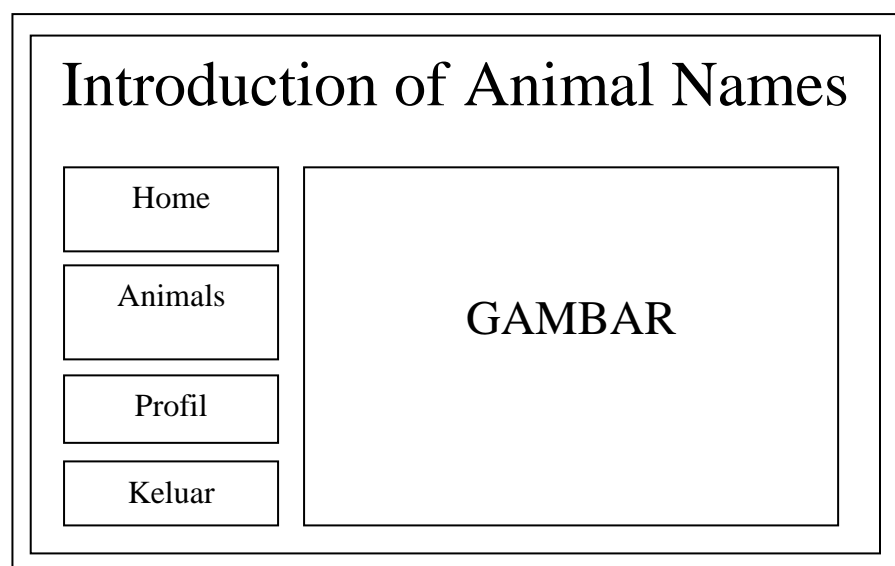 Introduction of Animal Names
Home
Animals
Profil
Keluar
GAMBAR